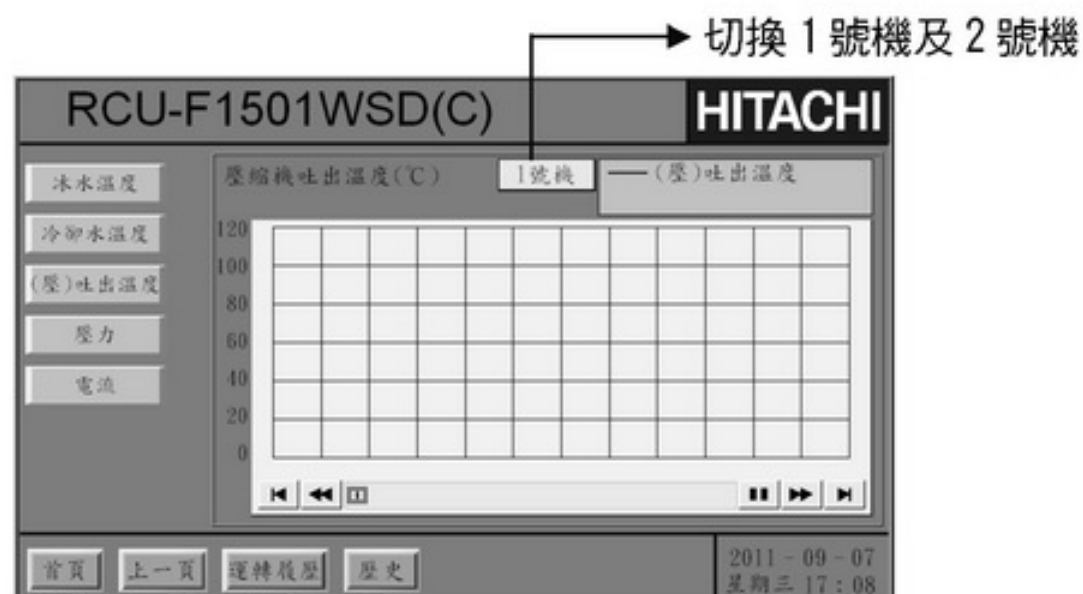 切換 1 號機及 2 號機
RCU-F1501WSD(C)
HITACHI
冰水溫度
冷卻水溫度
(壓)吐出溫度
壓力
電流
壓縮機吐出溫度(℃)
1號機
(壓)吐出溫度
120
100
80
60
40
20
0
首頁
上一頁
運轉履歷
歷史
2011-09-07
星期三 17:08